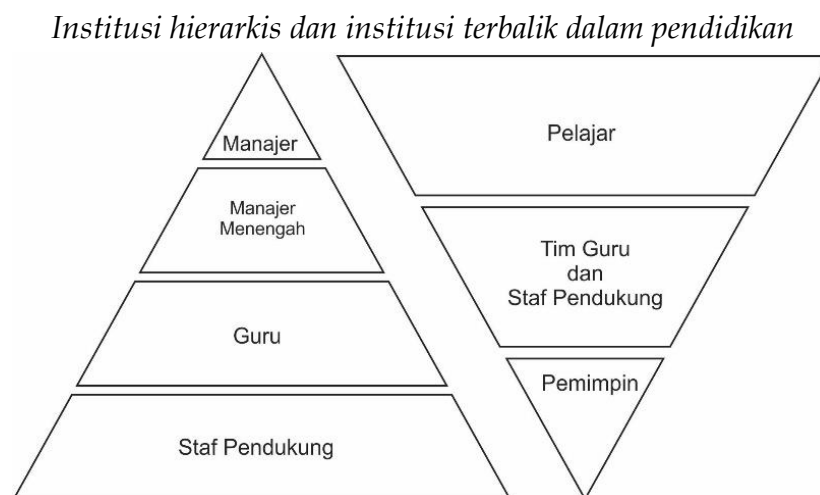 Institusi hierarkis dan institusi terbalik dalam pendidikan
Manajer
Manajer
Menengah
Guru
Staf Pendukung
Pelajar
Tim Guru
dan
Staf Pendukung
Pemimpin